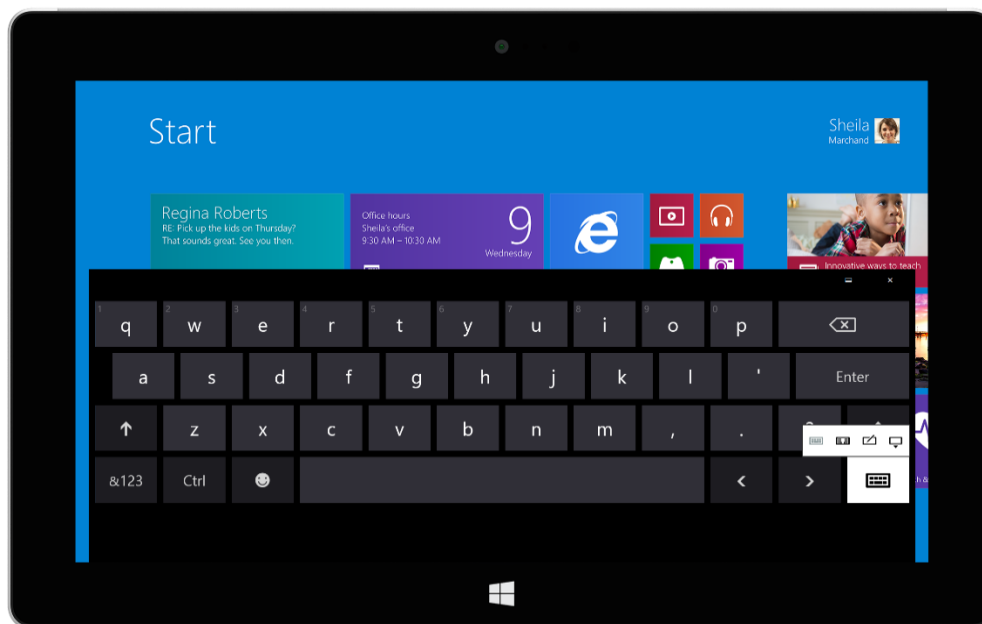 Start
Sheila
Marchand
Regina Roberts
RE: Pick up the kids on Thursday?
That sounds great. See you then.
Office hours
Sheila's office
9:30 AM – 10:30 AM
9
Wednesday
Innovative ways to teach
1 2 3 4 5 6 7 8 9 0
q w e r t y u i o p
a s d f g h j k l ' Enter
z x c v b n m , .
&123 Ctrl < >